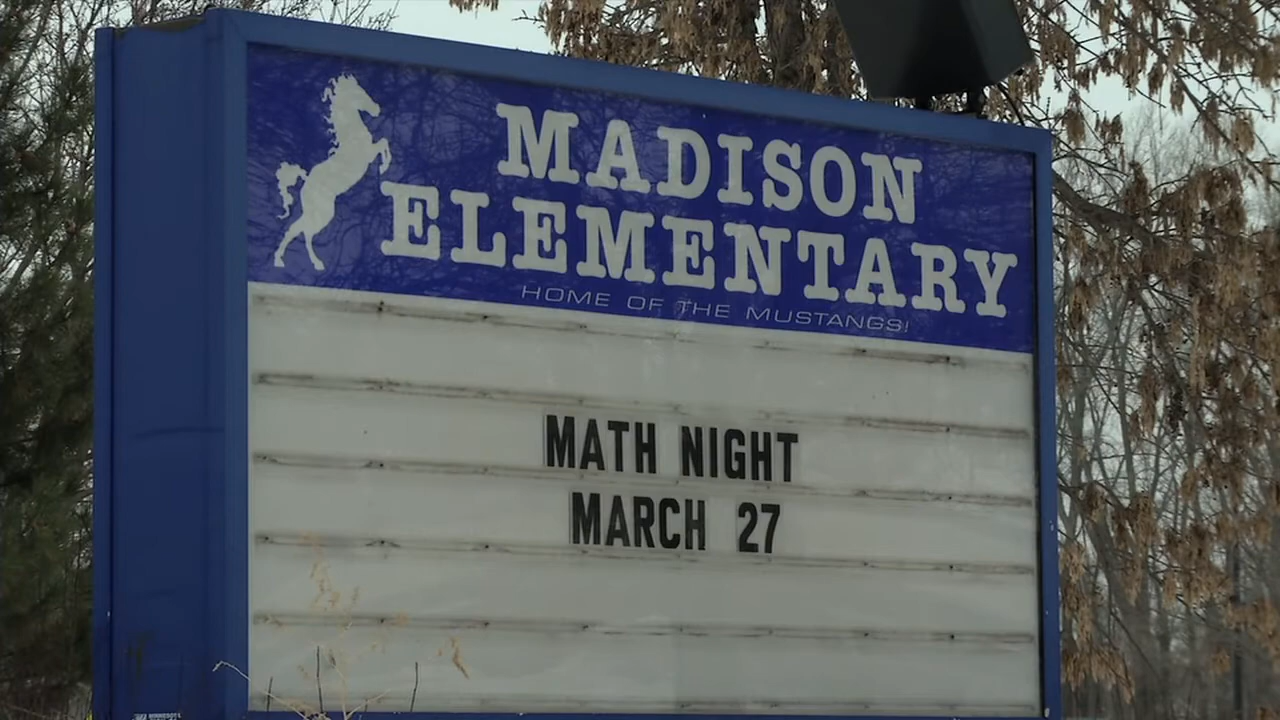 MADISON
ELEMENTARY
HOME OF THE MUSTANGS!
MATH NIGHT
MARCH 27